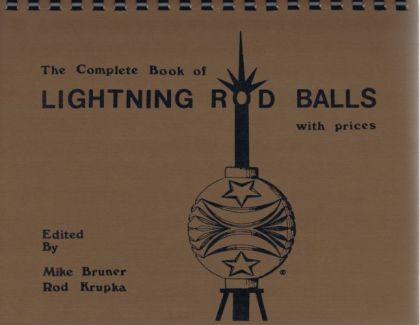 The Complete Book of
LIGHTNING ROD BALLS
with prices
Edited
By
Mike Bruner
Rod Krupka
®